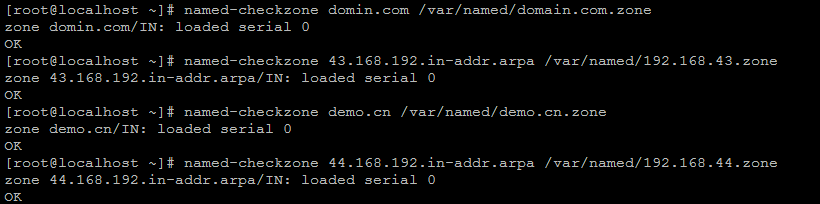 [root@localhost ~]# named-checkzone domin.com /var/named/domain.com.zone
zone domin.com/IN: loaded serial 0
OK
[root@localhost ~]# named-checkzone 43.168.192.in-addr.arpa /var/named/192.168.43.zone
zone 43.168.192.in-addr.arpa/IN: loaded serial 0
OK
[root@localhost ~]# named-checkzone demo.cn /var/named/demo.cn.zone
zone demo.cn/IN: loaded serial 0
OK
[root@localhost ~]# named-checkzone 44.168.192.in-addr.arpa /var/named/192.168.44.zone
zone 44.168.192.in-addr.arpa/IN: loaded serial 0
OK